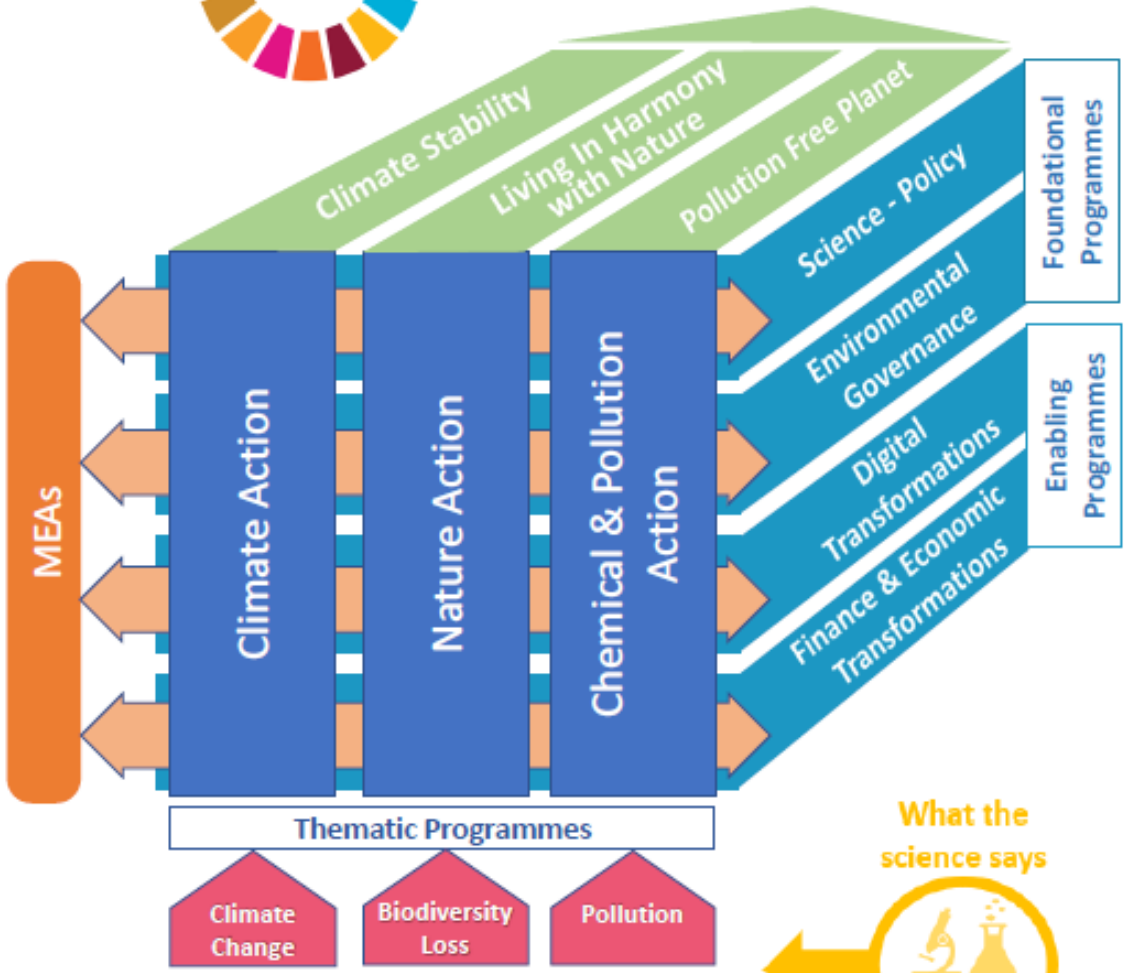 Climate Stability
Living In Harmony
with Nature
Pollution Free Planet
Science - Policy
Environmental
Governance
Digital
Transformations
Finance & Economic
Transformations
Foundational
Programmes
Enabling
Programmes
MEAs
Climate Action
Nature Action
Chemical & Pollution
Action
Thematic Programmes
Climate
Change
Biodiversity
Loss
Pollution
What the
science says